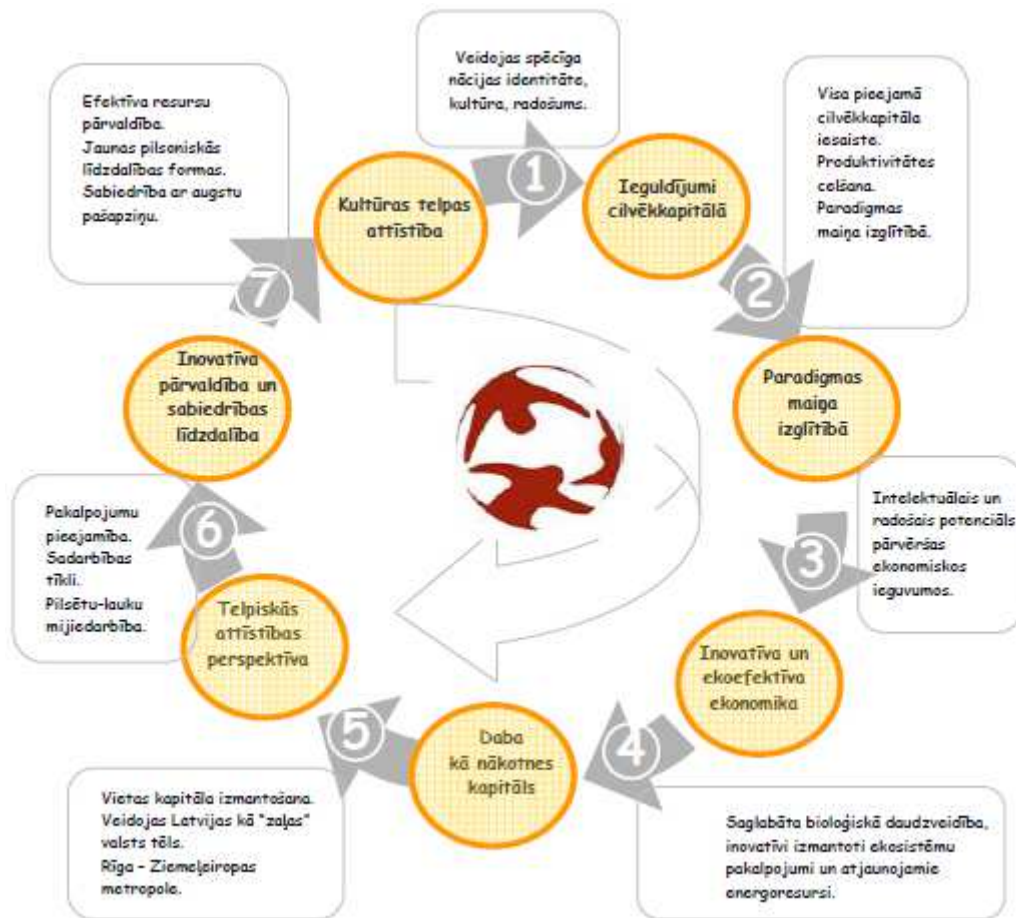 Veidojas spēcīga
nācijas identitāte,
kultūra, radošums.
1
Ieguldījumi
cilvēkkapitālā
Visa pieejamā
cilvēkkapitāla
iesaiste.
Produktivitātes
celšana.
Paradigmas
maiņa izglītībā.
2
Paradigmas
maiņa
izglītībā
Intelektuālais un
radošais potenciāls
pārvēršas
ekonomiskos
ieguvumos.
3
Inovatīva un
ekoefektīva
ekonomika
4
Saglabāta bioloģiskā daudzveidība,
inovatīvi izmantoti ekosistēmu
pakalpojumi un atjaunojamie
energoresursi.
Daba
kā nākotnes
kapitāls
5
Vietas kapitāla izmantošana.
Veidojas Latvijas kā "zaļas"
valsts tēls.
Rīga – Ziemeļeiropas
metropole.
Telpiskās
attīstības
perspektīva
6
Pakalpojumu
pieejamība.
Sadarbības
tīkli.
Pilsētu-lauku
mijiedarbība.
Inovatīva
pārvaldība un
sabiedrības
līdzdalība
7
Efektīva resursu
pārvaldība.
Jaunas pilsoniskās
līdzdalības formas.
Sabiedrība ar augstu
pašapziņu.
Kultūras telpas
attīstība